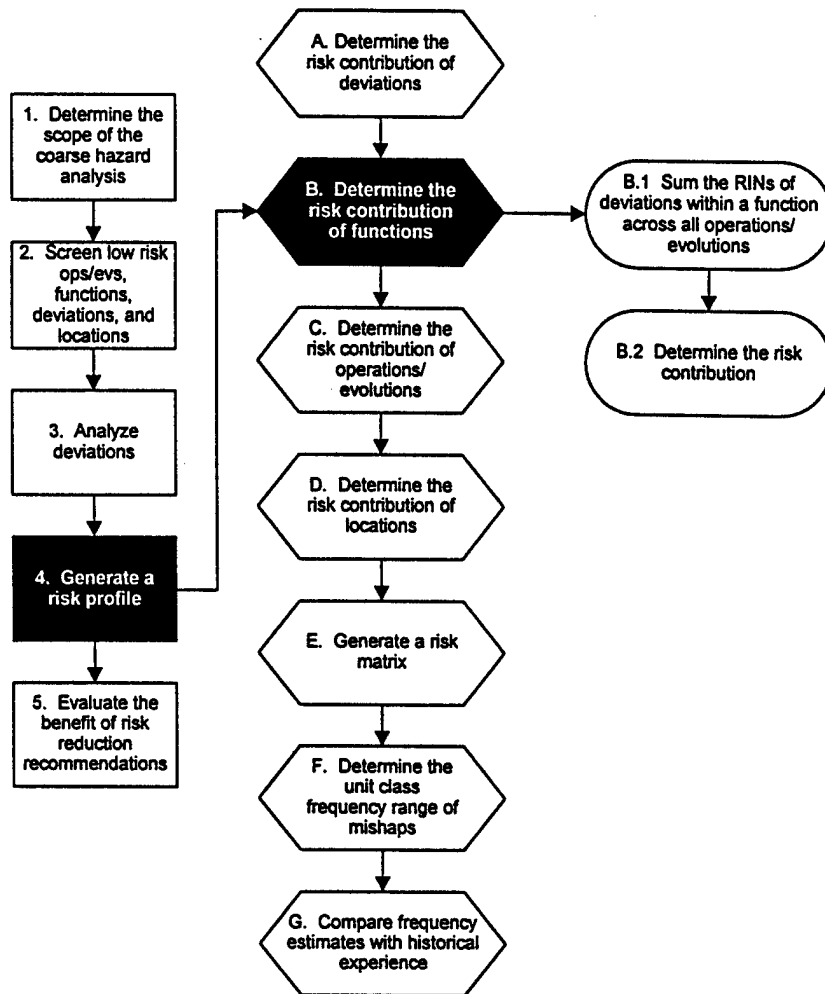 1. Determine the
scope of the
coarse hazard
analysis
2. Screen low risk
ops/evs,
functions,
deviations, and
locations
3. Analyze
deviations
4. Generate a
risk profile
5. Evaluate the
benefit of risk
reduction
recommendations
A. Determine the
risk contribution of
deviations
B. Determine the
risk contribution
of functions
C. Determine the
risk contribution of
operations/
evolutions
D. Determine the
risk contribution of
locations
E. Generate a risk
matrix
F. Determine the
unit class
frequency range of
mishaps
G. Compare frequency
estimates with historical
experience
B.1 Sum the RINs of
deviations within a function
across all operations/
evolutions
B.2 Determine the risk
contribution